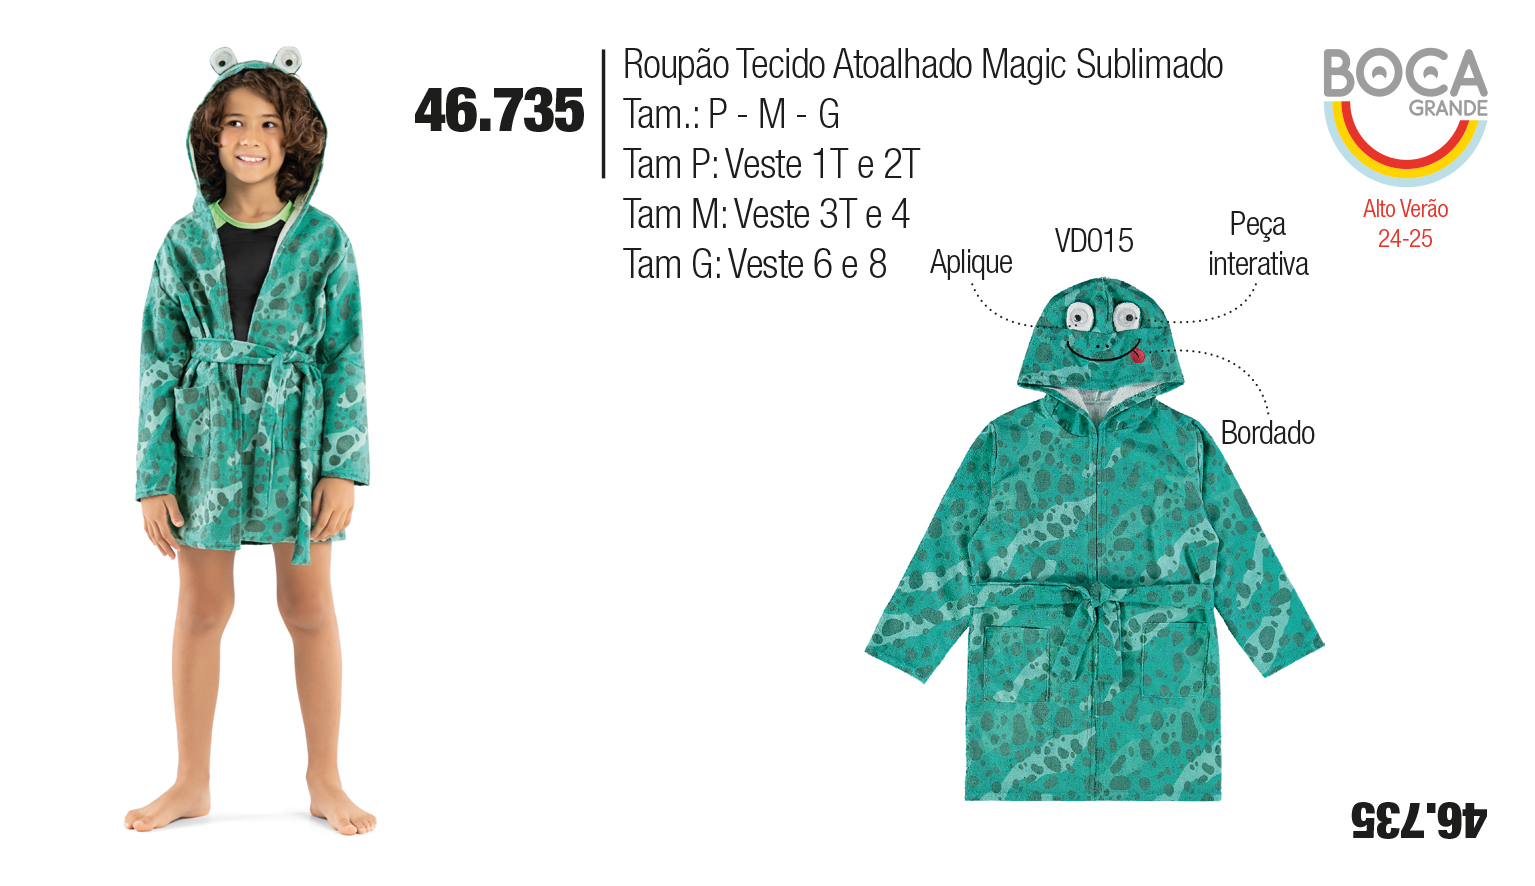 46.735
Roupão Tecido Atoalhado Magic Sublimado
Tam.: P - M - G
Tam P: Veste 1T e 2T
Tam M: Veste 3T e 4
Tam G: Veste 6 e 8
BOCA
GRANDE
Alto Verão
24-25
Aplique
VD015
Peça
interativa
Bordado
46.735